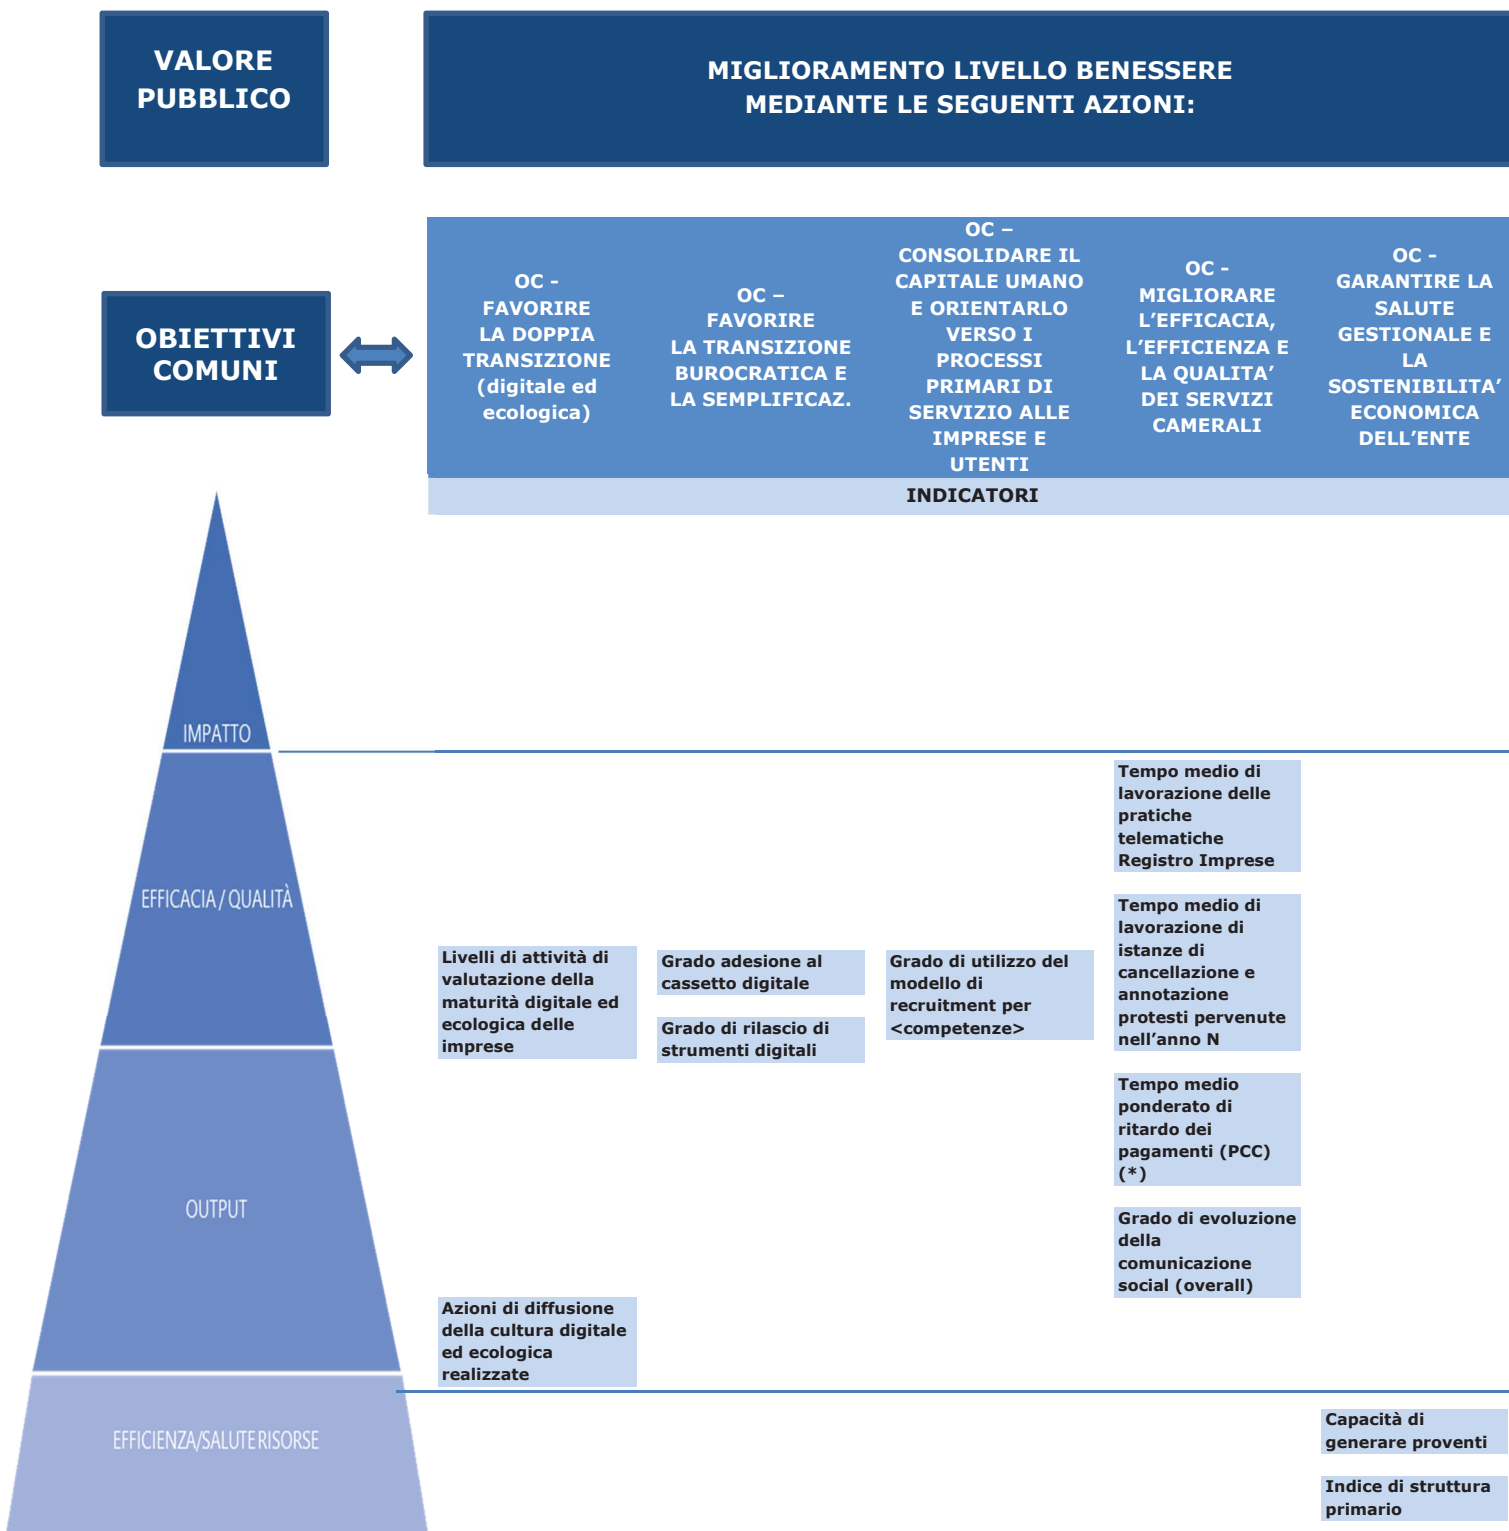 VALORE
PUBBLICO
MIGLIORAMENTO LIVELLO BENESSERE
MEDIANTE LE SEGUENTI AZIONI:
OBIETTIVI
COMUNI
OC -
FAVORIRE
LA DOPPIA
TRANSIZIONE
(digitale ed
ecologica)
OC –
FAVORIRE
LA TRANSIZIONE
BUROCRATICA E
LA SEMPLIFICAZ.
OC –
CONSOLIDARE IL
CAPITALE UMANO
E ORIENTARLO
VERSO I
PROCESSI
PRIMARI DI
SERVIZIO ALLE
IMPRESE E
UTENTI
OC -
MIGLIORARE
L’EFFICACIA,
L’EFFICIENZA E
LA QUALITA’
DEI SERVIZI
CAMERALI
OC -
GARANTIRE LA
SALUTE
GESTIONALE E
LA
SOSTENIBILITA’
ECONOMICA
DELL’ENTE
INDICATORI
IMPATTO
EFFICACIA / QUALITÀ
Livelli di attività di
valutazione della
maturità digitale ed
ecologica delle
imprese
Grado adesione al
cassetto digitale
Grado di rilascio di
strumenti digitali
Grado di utilizzo del
modello di
recruitment per
<competenze>
Tempo medio di
lavorazione delle
pratiche
telematiche
Registro Imprese
Tempo medio di
lavorazione di
istanze di
cancellazione e
annotazione
protesti pervenute
nell’anno N
Tempo medio
ponderato di
ritardo dei
pagamenti (PCC)
(*)
Grado di evoluzione
della
comunicazione
social (overall)
OUTPUT
Azioni di diffusione
della cultura digitale
ed ecologica
realizzate
EFFICIENZA/SALUTE RISORSE
Capacità di
generare proventi
Indice di struttura
primario